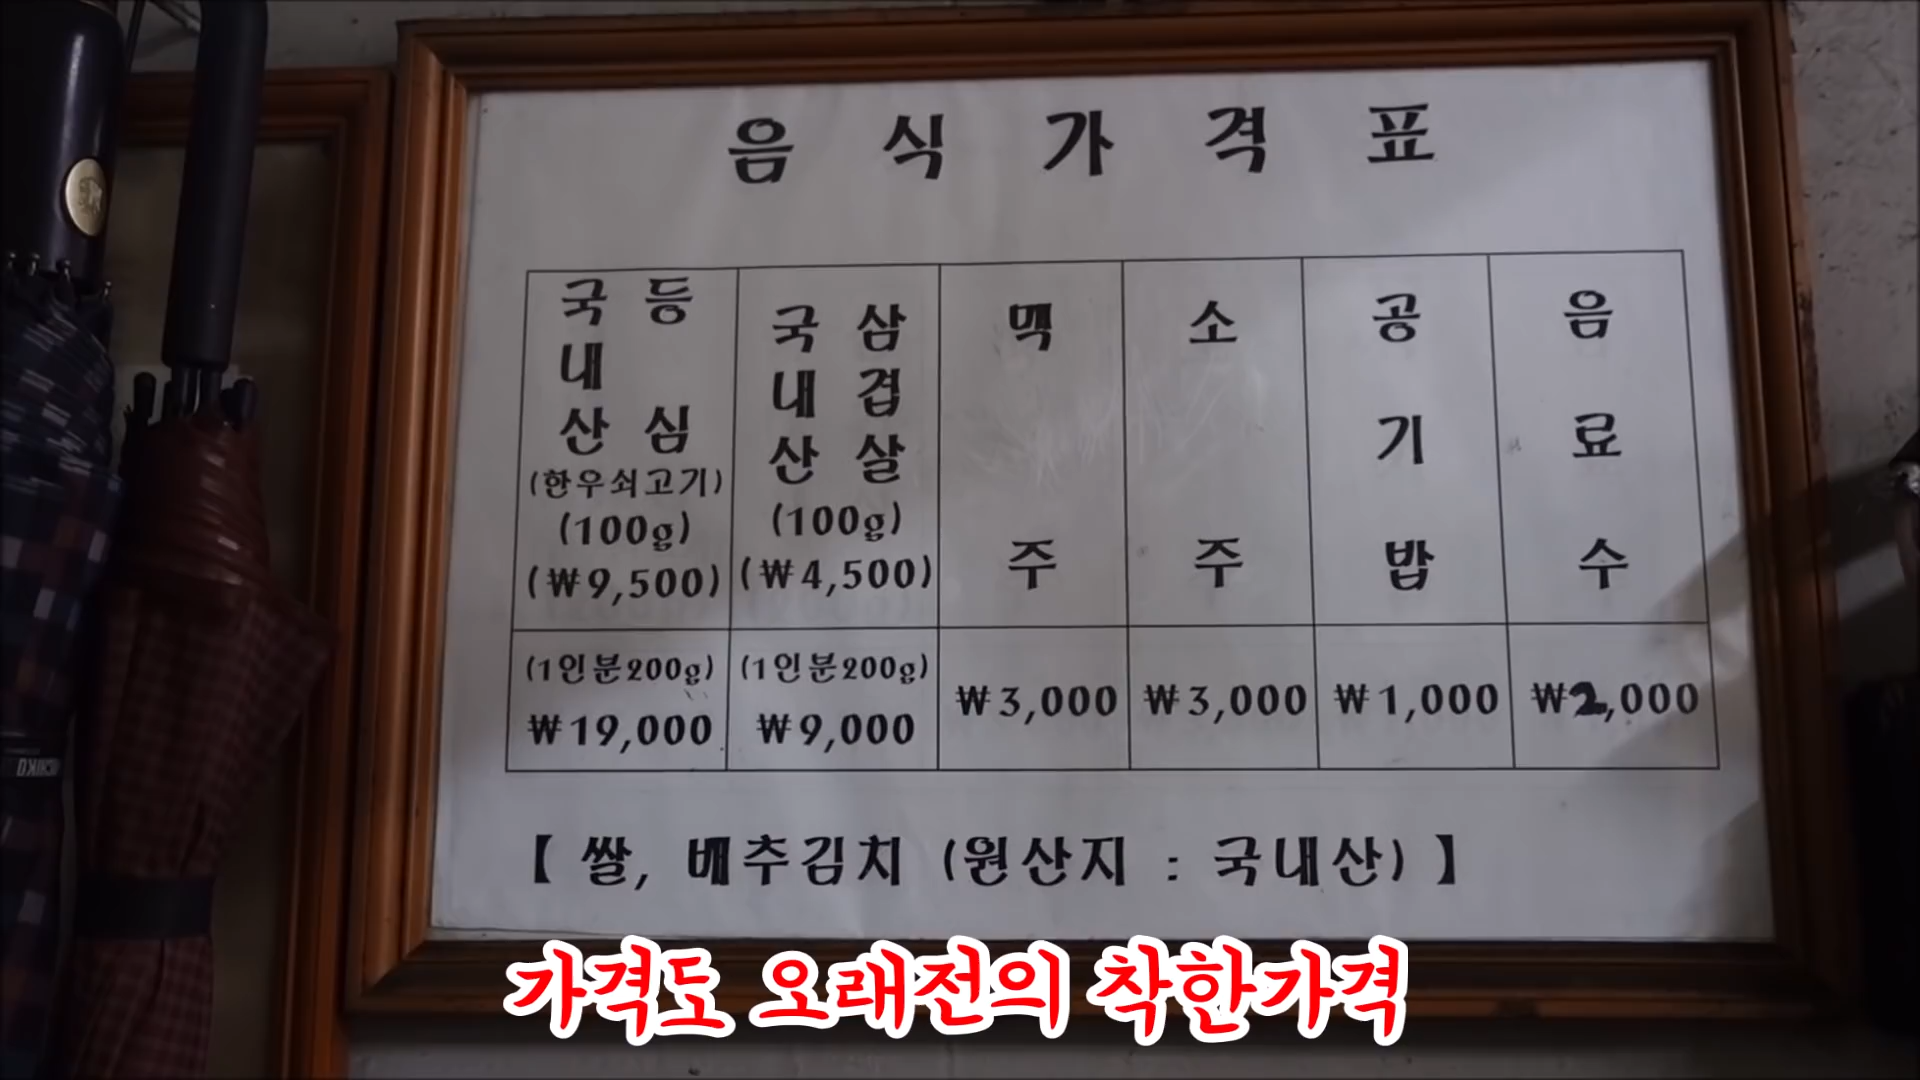 음식가격표
국내산 등심
(한우쇠고기)
(100g)
(₩9,500)
국내산 삼겹살
(100g)
(₩4,500)
맥주
소주
공기밥
음료수
(1인분200g)
₩19,000
(1인분200g)
₩9,000
₩3,000
₩3,000
₩1,000
₩2,000
【 쌀, 배추김치 (원산지 : 국내산) 】
가격도 오래전의 착한가격